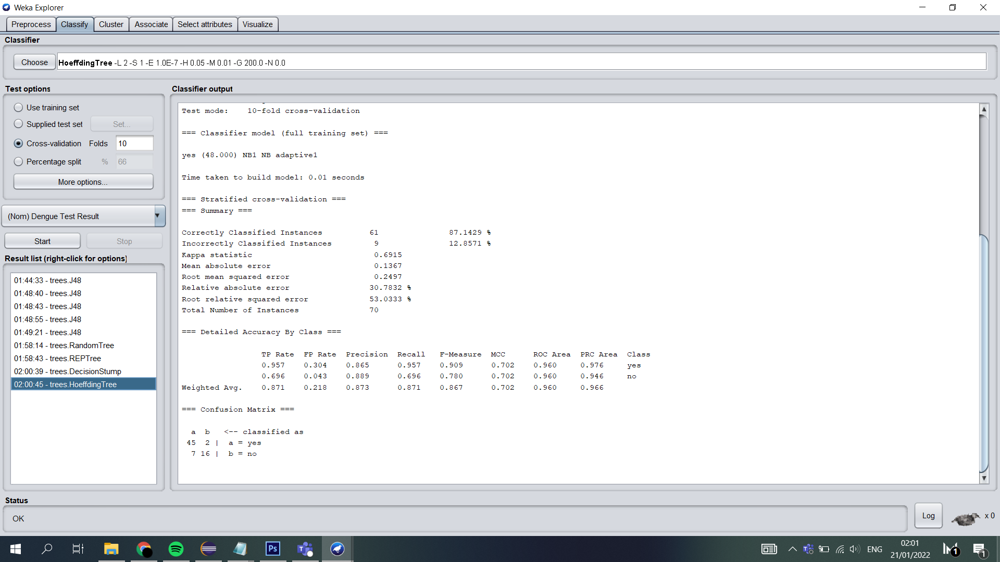 Weka Explorer
Preprocess Classify Cluster Associate Select attributes Visualize
Classifier
Choose HoeffdingTree -L 2 -S 1 -E 1.0E-7 -H 0.05 -M 0.01 -G 200.0 -N 0.0
Test options
Use training set
Supplied test set Set...
Cross-validation Folds 10
Percentage split % 66
More options...
(Nom) Dengue Test Result
Start Stop
Result list (right-click for options)
01:44:33 - trees.J48
01:48:40 - trees.J48
01:48:43 - trees.J48
01:48:55 - trees.J48
01:49:21 - trees.J48
01:58:14 - trees.RandomTree
01:58:43 - trees.REPTree
02:00:39 - trees.DecisionStump
02:00:45 - trees.HoeffdingTree
Classifier output
Test mode: 10-fold cross-validation
=== Classifier model (full training set) ===
yes (48.000) NB1 NB adaptive1
Time taken to build model: 0.01 seconds
=== Stratified cross-validation ===
=== Summary ===
Correctly Classified Instances 61 87.1429 %
Incorrectly Classified Instances 9 12.8571 %
Kappa statistic 0.6915
Mean absolute error 0.1367
Root mean squared error 0.2497
Relative absolute error 30.7832 %
Root relative squared error 53.0333 %
Total Number of Instances 70
=== Detailed Accuracy By Class ===
TP Rate FP Rate Precision Recall F-Measure MCC ROC Area PRC Area Class
0.957 0.304 0.865 0.957 0.909 0.702 0.960 0.976 yes
0.696 0.043 0.889 0.696 0.780 0.702 0.960 0.946 no
Weighted Avg. 0.871 0.218 0.873 0.871 0.867 0.702 0.960 0.966
=== Confusion Matrix ===
a b <-- classified as
45 2 | a = yes
7 16 | b = no
Status
OK
Log
x 0
Ps
ENG
02:01
21/01/2022
1
1